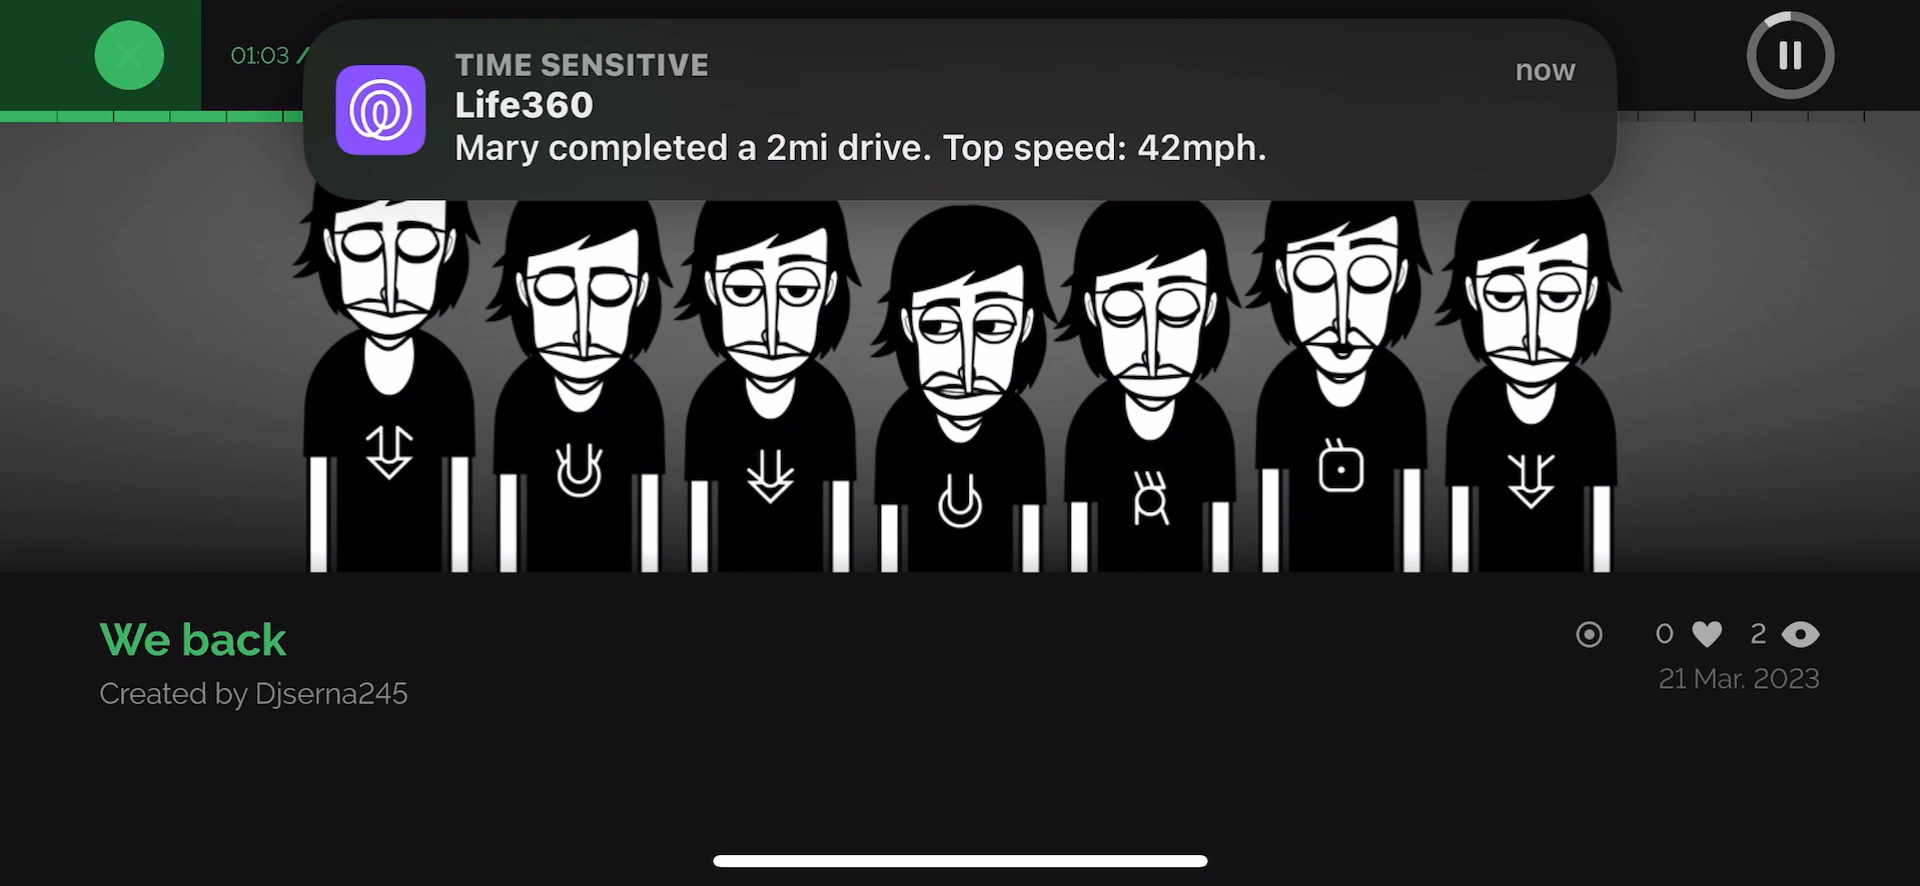 01:03 /
TIME SENSITIVE
now
Life360
Mary completed a 2mi drive. Top speed: 42mph.
We back
0 2
Created by Djserna245
21 Mar. 2023